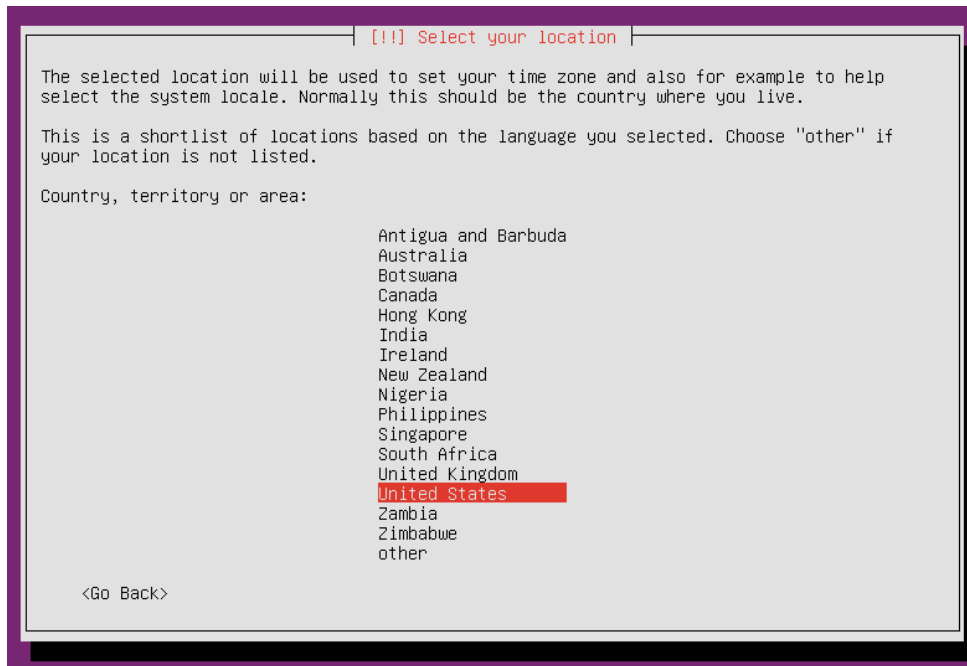 [!!] Select your location
The selected location will be used to set your time zone and also for example to help
select the system locale. Normally this should be the country where you live.
This is a shortlist of locations based on the language you selected. Choose "other" if
your location is not listed.
Country, territory or area:
Antigua and Barbuda
Australia
Botswana
Canada
Hong Kong
India
Ireland
New Zealand
Nigeria
Philippines
Singapore
South Africa
United Kingdom
United States
Zambia
Zimbabwe
other
<Go Back>